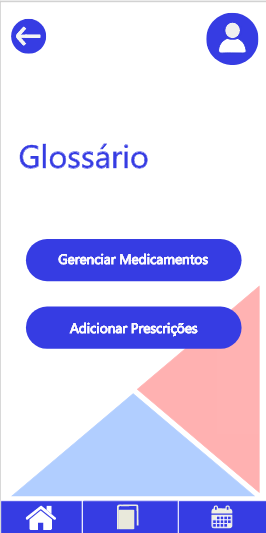 Glossário
Gerenciar Medicamentos
Adicionar Prescrições